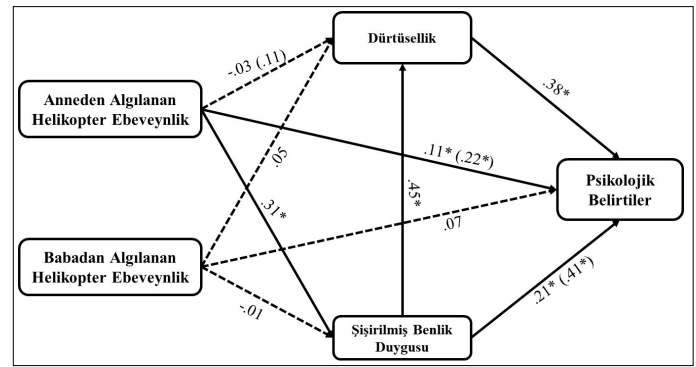 Dürtüsellik
-.03 (.11)
.38*
Anneden Algılanan
Helikopter Ebeveynlik
.11* (.22*)
.05
Psikolojik
Belirtiler
.45*
.31*
.07
Babadan Algılanan
Helikopter Ebeveynlik
-.01
.21* (.41*)
Şişirilmiş Benlik
Duygusu